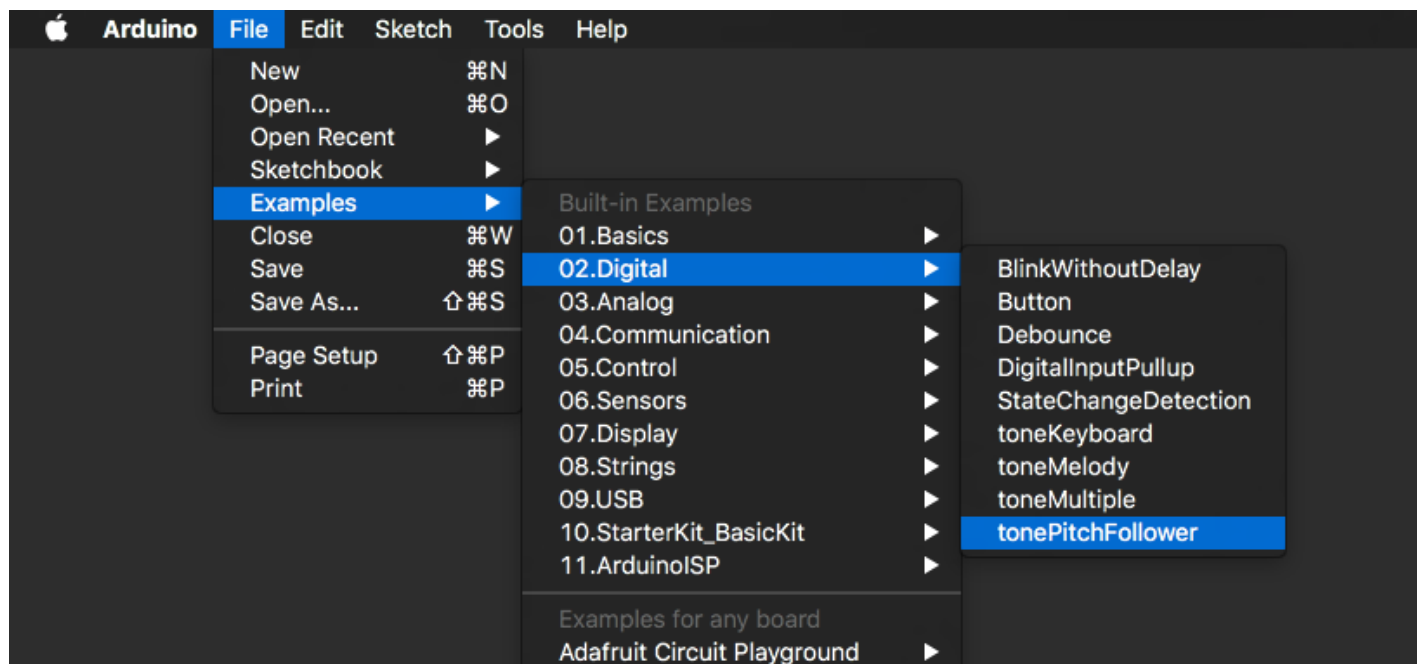 Arduino File Edit Sketch Tools Help
New ⌘N
Open... ⌘O
Open Recent ▶
Sketchbook ▶
Examples ▶
Close ⌘W
Save ⌘S
Save As... ⇧⌘S
Page Setup ⇧⌘P
Print ⌘P
Built-in Examples
01.Basics ▶
02.Digital ▶
03.Analog ▶
04.Communication ▶
05.Control ▶
06.Sensors ▶
07.Display ▶
08.Strings ▶
09.USB ▶
10.StarterKit_BasicKit ▶
11.ArduinoISP ▶
Examples for any board
Adafruit Circuit Playground ▶
BlinkWithoutDelay
Button
Debounce
DigitalInputPullup
StateChangeDetection
toneKeyboard
toneMelody
toneMultiple
tonePitchFollower